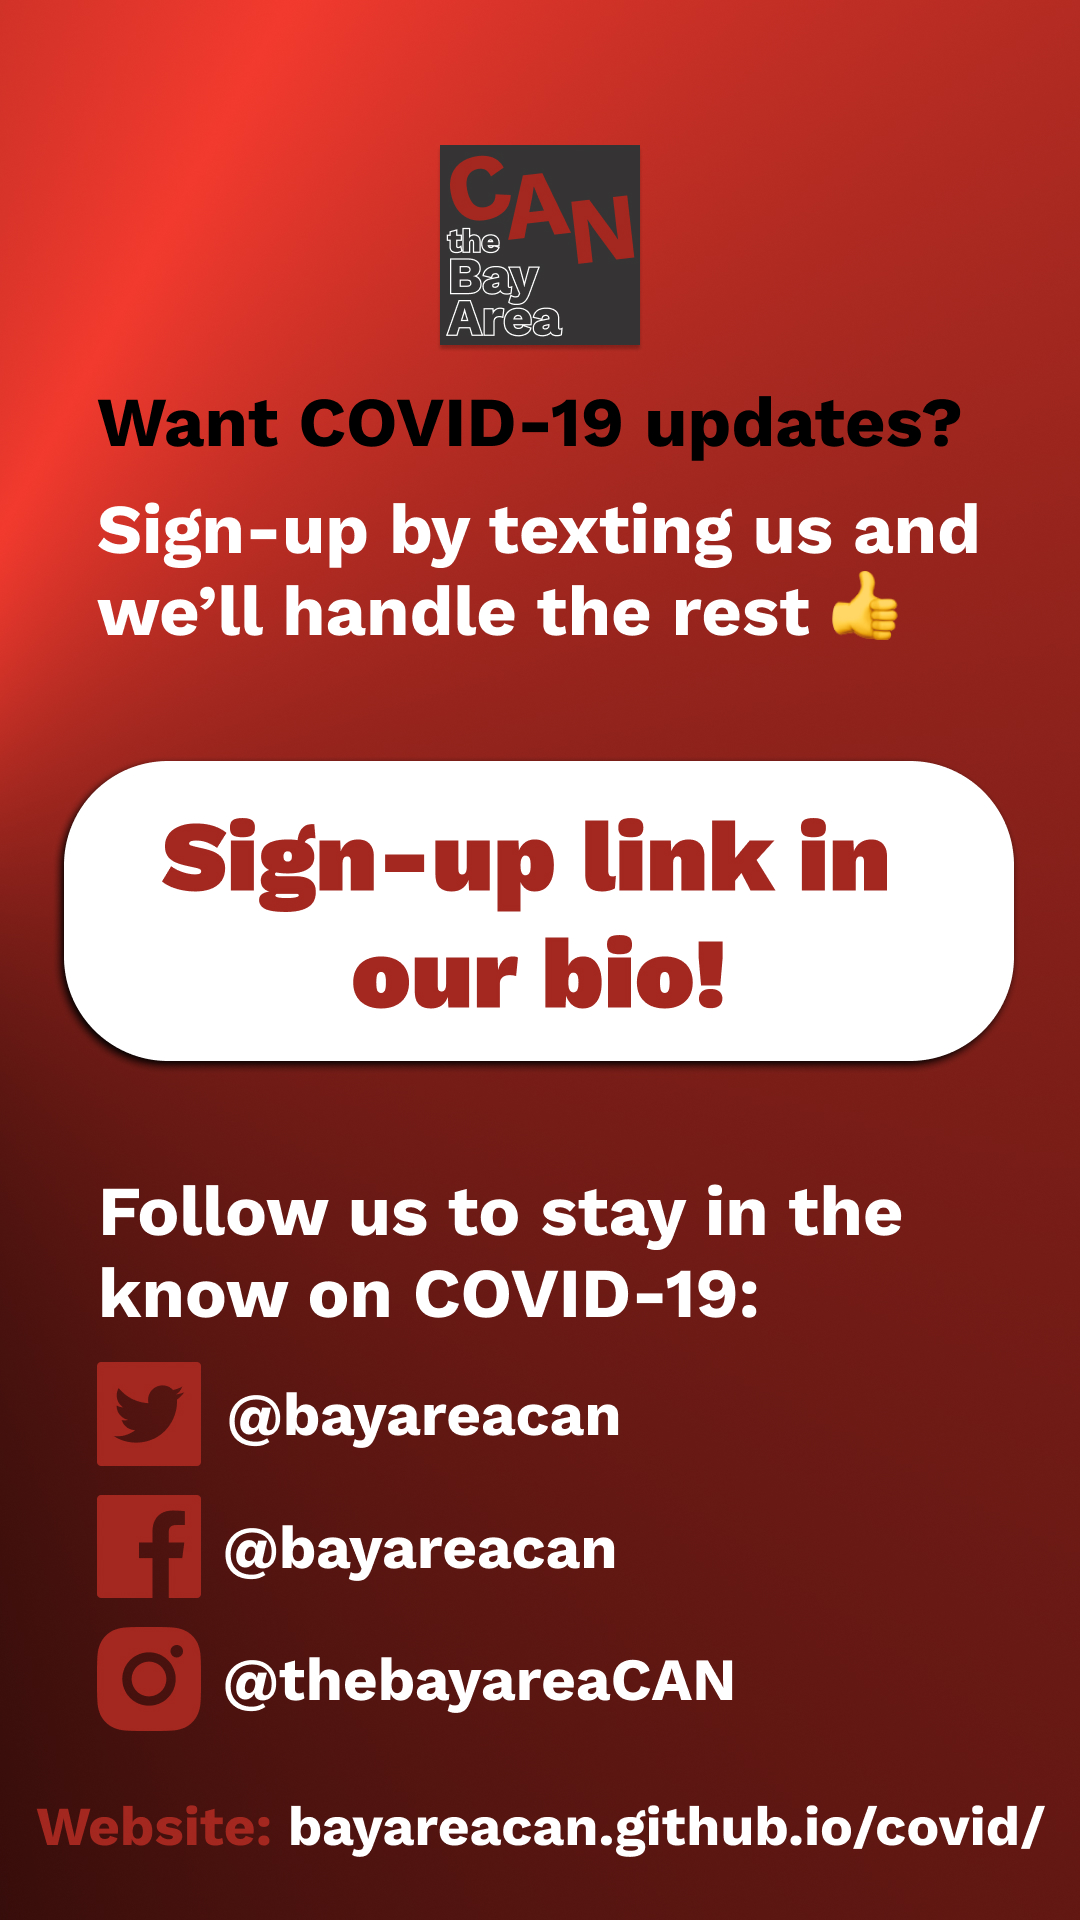 CAN
the
Bay
Area
Want COVID-19 updates?
Sign-up by texting us and
we’ll handle the rest 👍
Sign-up link in
our bio!
Follow us to stay in the
know on COVID-19:
@bayareacan
@bayareacan
@thebayareaCAN
Website: bayareacan.github.io/covid/